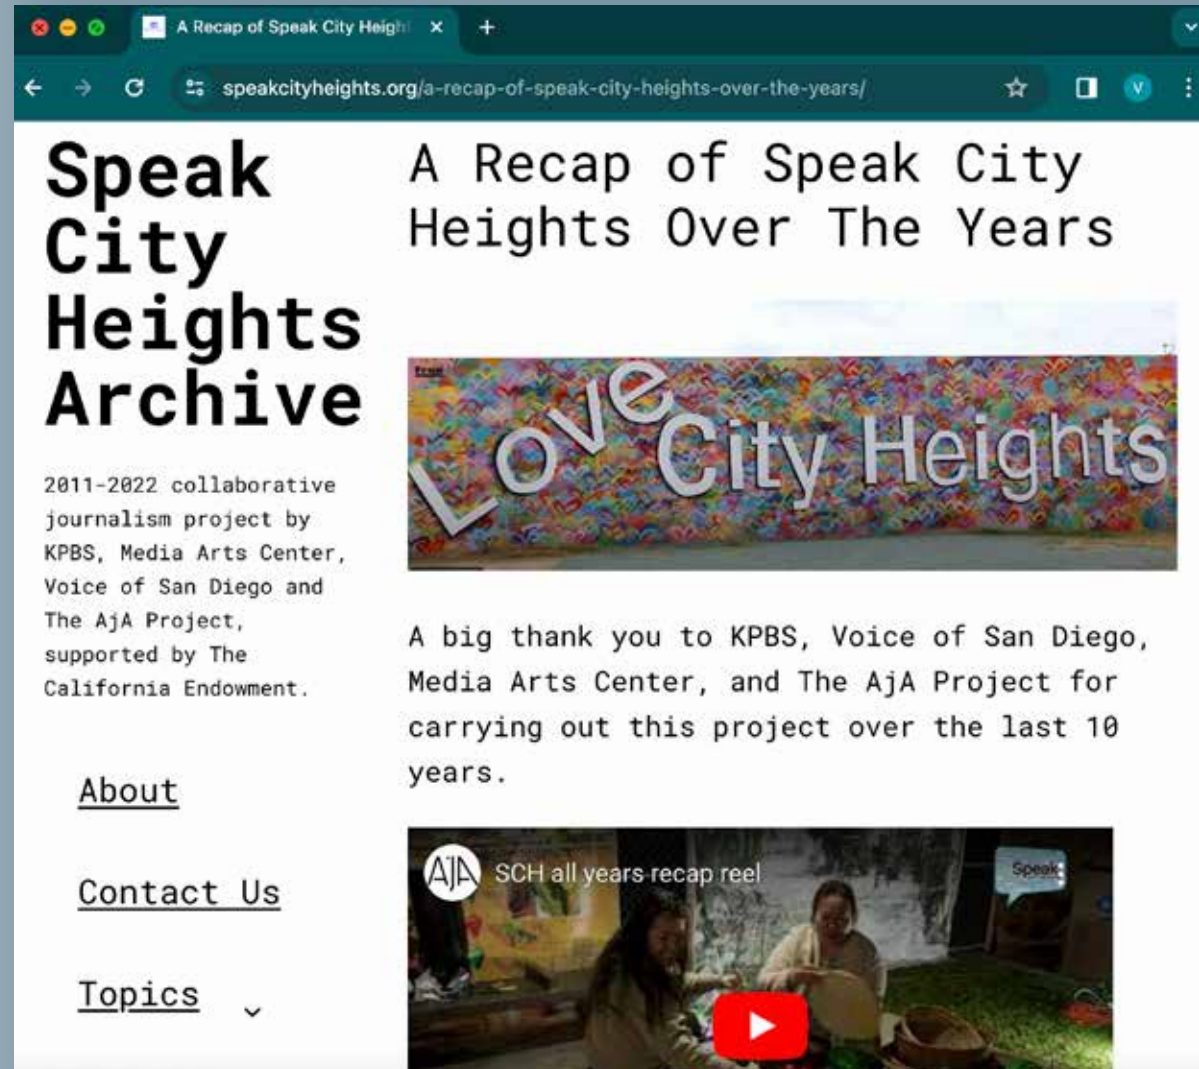 A Recap of Speak City Heigh
speakcityheights.org/a-recap-of-speak-city-heights-over-the-years/
V
Speak
City
Heights
Archive
2011-2022 collaborative
journalism project by
KPBS, Media Arts Center,
Voice of San Diego and
The AjA Project,
supported by The
California Endowment.
About
Contact Us
Topics
A Recap of Speak City
Heights Over The Years
Love
City Heights
A big thank you to KPBS, Voice of San Diego,
Media Arts Center, and The AjA Project for
carrying out this project over the last 10
years.
AJA
SCH all years recap reel
Speak